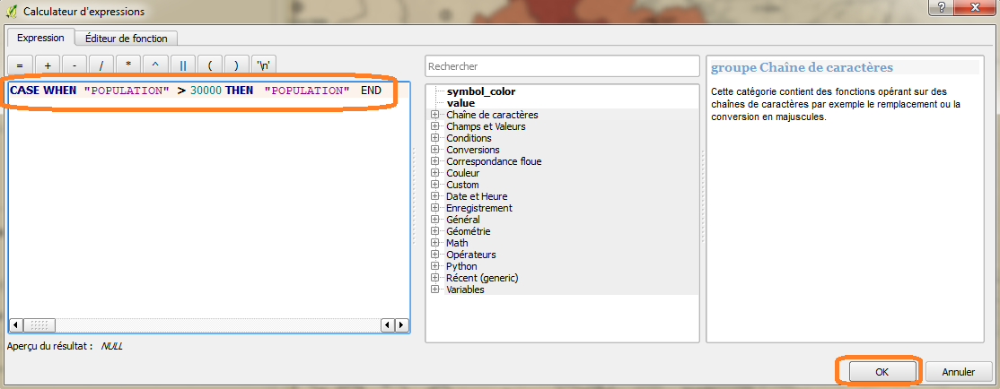 Calculateur d'expressions
?
X
Expression Éditeur de fonction
= + - / * ^ || ( ) '\n'
CASE WHEN "POPULATION" > 30000 THEN "POPULATION" END
Aperçu du résultat : NULL
Rechercher
symbol_color
value
Chaîne de caractères
Champs et Valeurs
Conditions
Conversions
Correspondance floue
Couleur
Custom
Date et Heure
Enregistrement
Général
Géométrie
Math
Opérateurs
Python
Récent (generic)
Variables
groupe Chaîne de caractères
Cette catégorie contient des fonctions opérant sur des
chaînes de caractères par exemple le remplacement ou la
conversion en majuscules.
OK Annuler